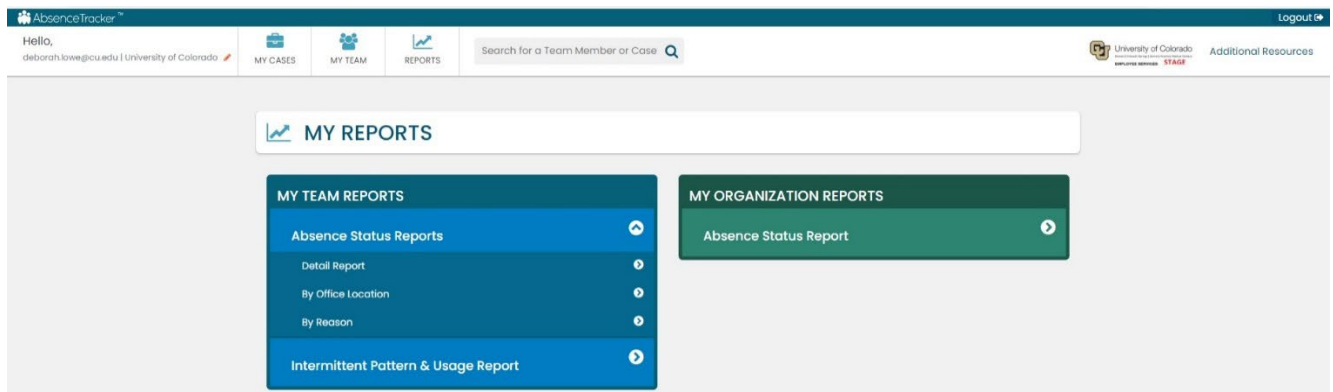 AbsenceTracker™
Logout
Hello,
deborah.lowe@cu.edu | University of Colorado
MY CASES
MY TEAM
REPORTS
Search for a Team Member or Case
University of Colorado
EMPLOYEE SERVICES STAGE
Additional Resources
MY REPORTS
MY TEAM REPORTS
Absence Status Reports
Detail Report
By Office Location
By Reason
Intermittent Pattern & Usage Report
MY ORGANIZATION REPORTS
Absence Status Report